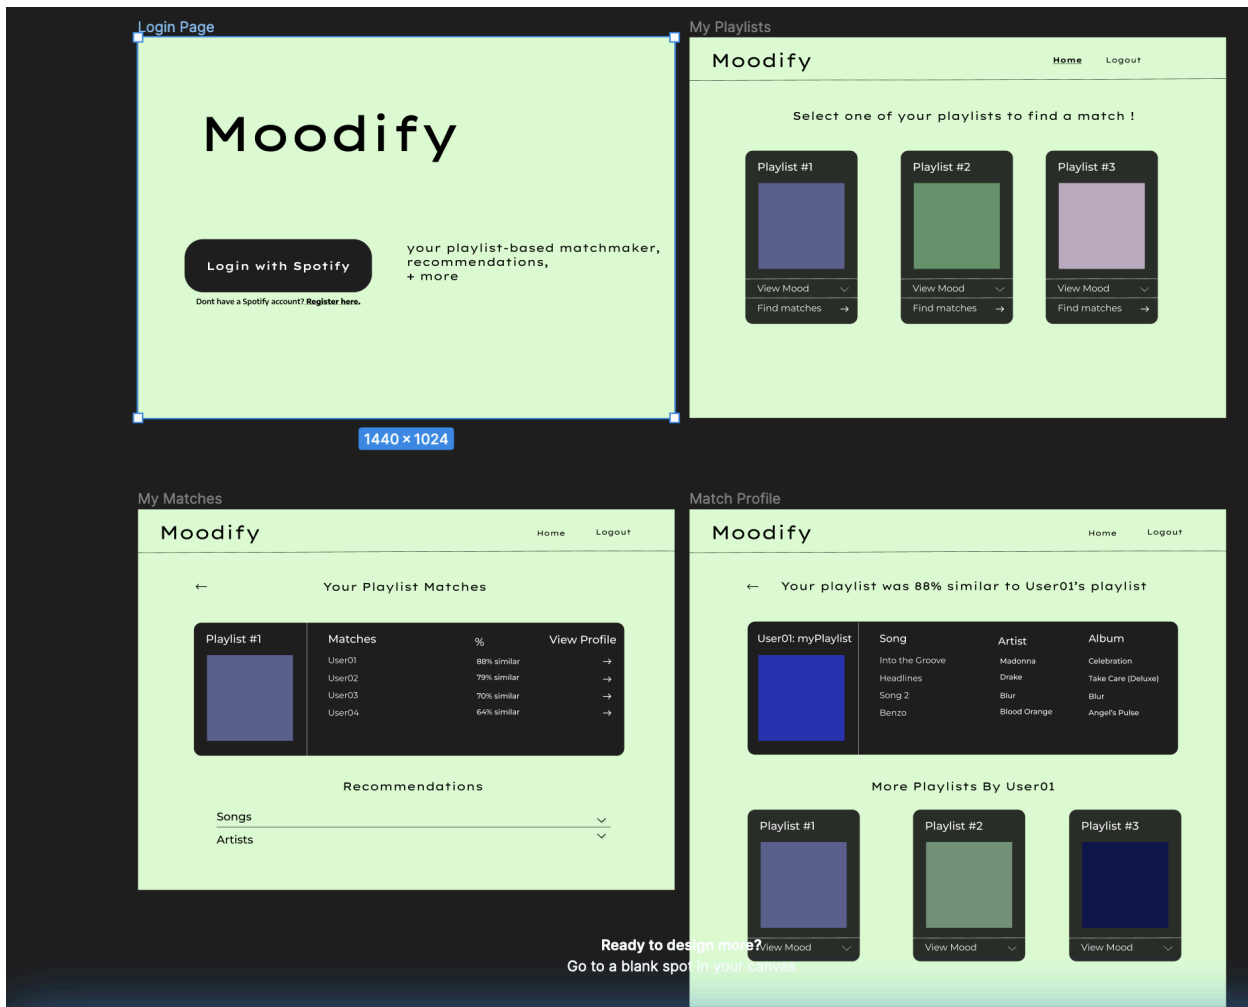 Login Page
Moodify
Login with Spotify
Dont have a Spotify account? Register here.
your playlist-based matchmaker,
recommendations,
+ more
1440 × 1024
My Playlists
Moodify
Home
Logout
Select one of your playlists to find a match !
Playlist #1
View Mood
Find matches
Playlist #2
View Mood
Find matches
Playlist #3
View Mood
Find matches
My Matches
Moodify
Home
Logout
Your Playlist Matches
Playlist #1
Matches % View Profile
User01 88% similar
User02 79% similar
User03 70% similar
User04 64% similar
Recommendations
Songs
Artists
Match Profile
Moodify
Home
Logout
Your playlist was 88% similar to User01's playlist
User01: myPlaylist
Song Artist Album
Into the Groove Madonna Celebration
Headlines Drake Take Care (Deluxe)
Song 2 Blur Blur
Benzo Blood Orange Angel's Pulse
More Playlists By User01
Playlist #1
View Mood
Playlist #2
View Mood
Playlist #3
View Mood
Ready to design more?
Go to a blank spot in your canvas